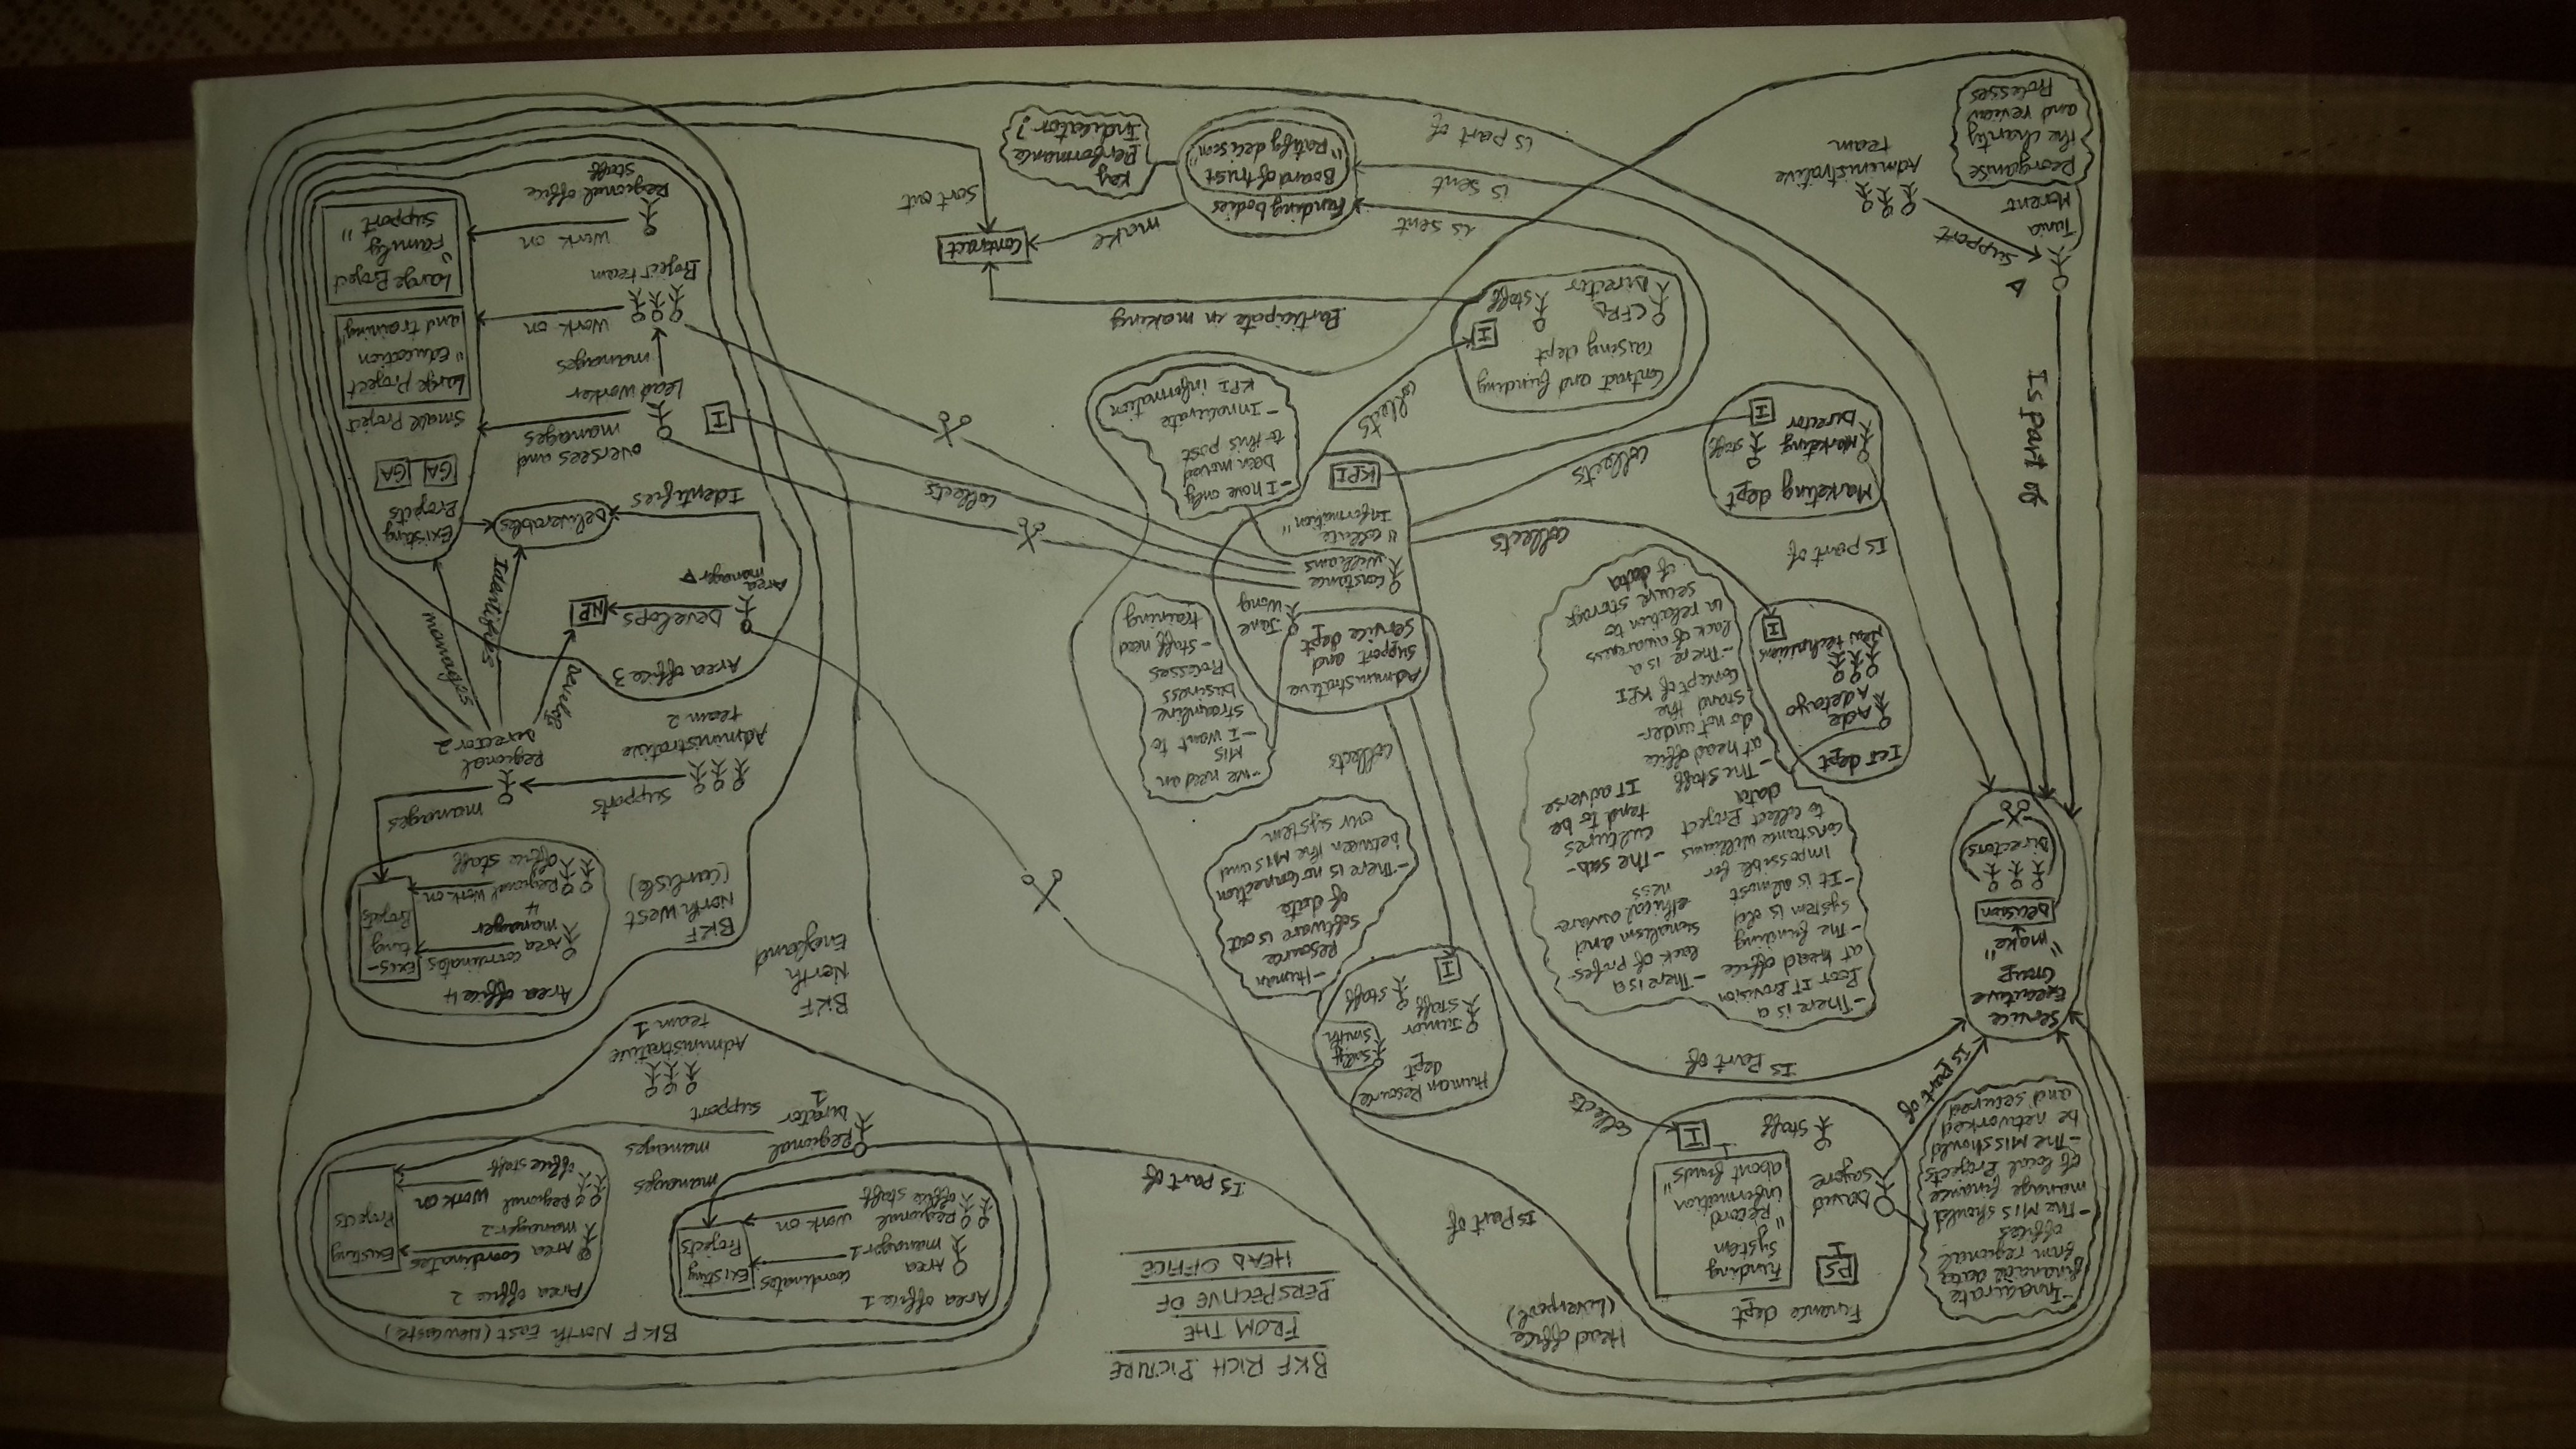 BKF RICH PICTURE
FROM THE
PERSPECTIVE OF
HEAD OFFICE
Head office
(Liverpool)
-Innacurate
financial data
from regional
offices
-The MIS should
manage finance
of local Projects
-The MIS should
be networked
and secured
Finance dept
PS
Funding
System
"Record
information
about funds"
David
Sayore
Staff
I
collects
Is part of
Is Part of
Is Part of
Is part of
Service
Executive
Group
"make"
Decision
Directors
-There is a
Poor IT Provision
at head office
-The funding
system is old
-It is almost
impossible for
Constance Williams
to collect Project
data
-The Staff
at head office
do not under-
stand the
Concept of KPI
-There is a
lack of awareness
in relation to
secure storage
of data
-There is a
lack of profes-
sionalism and
ethical aware-
ness
-The sub-
cultures
tend to be
IT adverse
Human Resource
dept
Sally
Smith
Junior
Staff
Staff
I
-Human
Resource
Software is out
of date
-There is no connection
between the MIS and
our system
collects
ICT dept
Ade
Adetayo
New technicians
I
Administrative
Support and
Service dept
Jane
Wong
Constance
Williams
"Collate
Information"
KPI
-we need an
MIS
-I want to
streamline
business
Processes
-Staff need
training
-I have only
been moved
to this post
-Innacurate
KPI information
collects
Is part of
Marketing dept
Marketing
Director
Staff
I
collects
collects
Contract and funding
raising dept
CFRD
Director
Staff
I
Participate in making
Contract
make
Sort out
is sent
is sent
is part of
Funding bodies
Board of trust
"Ratify decision"
Key
Performance
Indicator?
Is part of
Tania
Morent
support
Administrative
team
Reorganise
the charity
and review
Processes
BKF North East (Newcastle)
Area office 1
Area
manager 1
coordinates
Existing
Projects
Regional
office staff
work on
Area office 2
Area
manager 2
coordinates
Existing
Projects
Regional
office staff
work on
manages
manages
Regional
Director
1
support
Administrative
team 1
BKF
North
England
BKF
North West
(Carlisle)
Area office 4
Area
manager
4
coordinates
Exis-
ting
Projects
Regional
office staff
work on
supports
Administrative
team 2
Regional
Director 2
manages
Develops
Identifies
manages
Area office 3
Area
manager
Develops
NP
Identifies
Deliverables
Existing
Projects
GA GA
Small Project
Large Project
"Education
and training"
Large Project
"Family
support"
collects
I
Lead Worker
oversees and
manages
manages
Project team
Work on
Regional office
staff
Work on